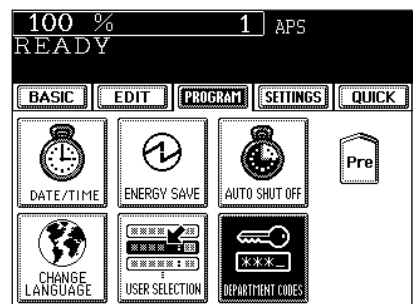 100 % 1 APS
READY
BASIC EDIT PROGRAM SETTINGS QUICK
DATE/TIME ENERGY SAVE AUTO SHUT OFF Pre
CHANGE LANGUAGE USER SELECTION ***_ DEPARTMENT CODES